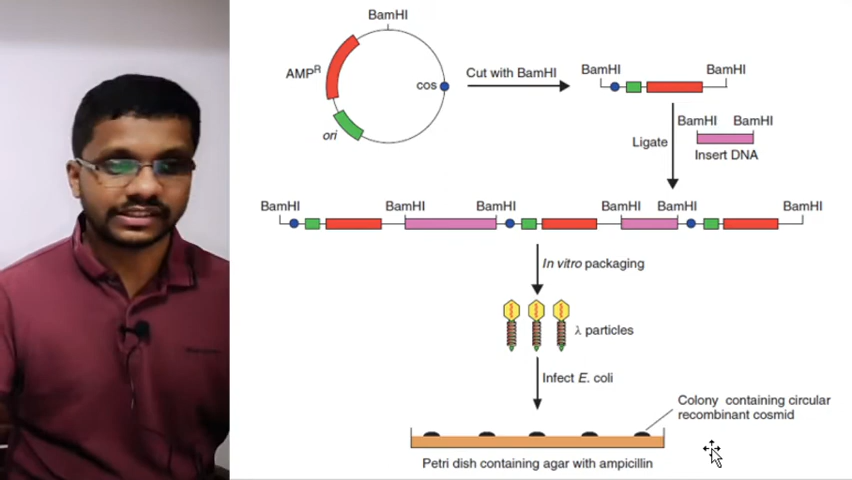 BamHI
AMPR
cos
ori
Cut with BamHI
BamHI BamHI
Ligate
BamHI BamHI
Insert DNA
BamHI BamHI BamHI BamHI BamHI BamHI
In vitro packaging
λ particles
Infect E. coli
Colony containing circular
recombinant cosmid
Petri dish containing agar with ampicillin